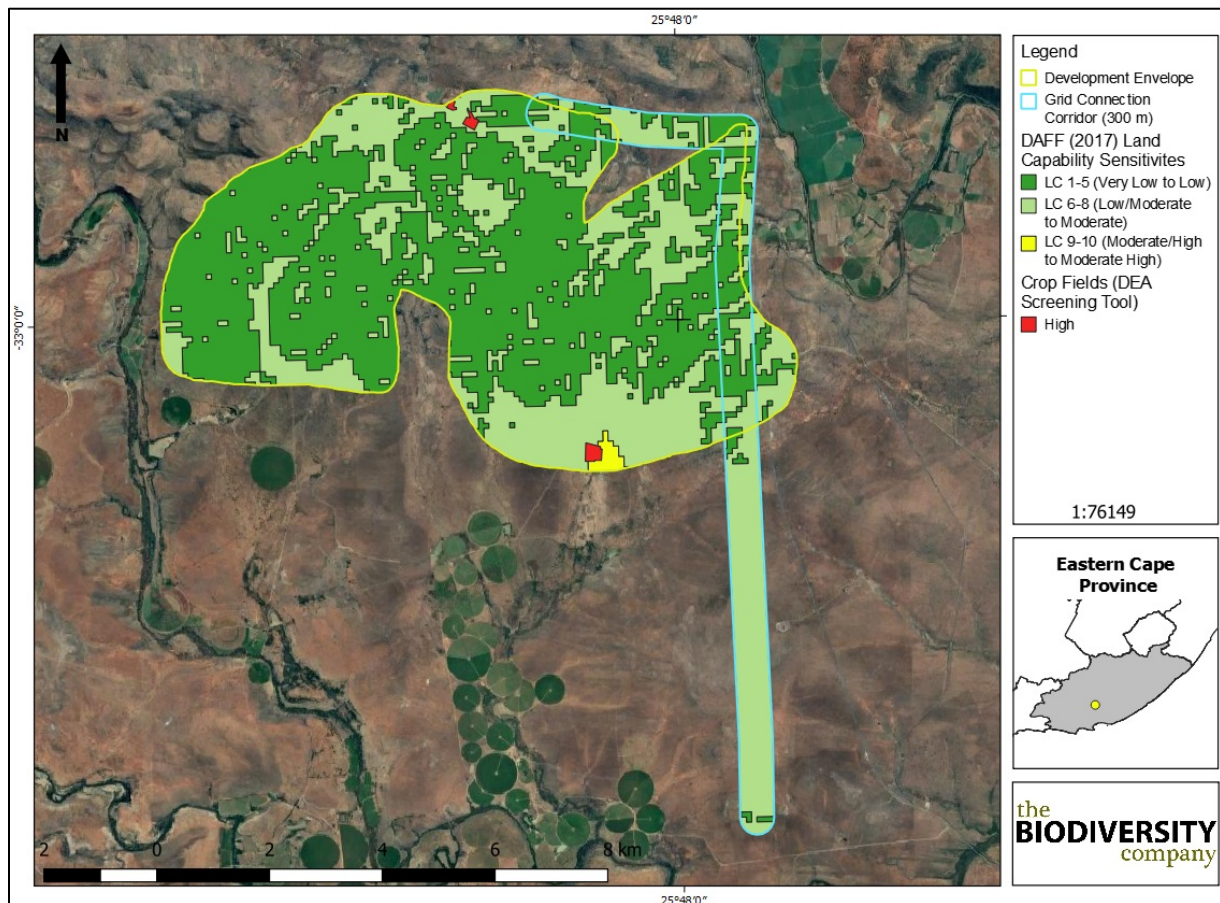 25°48'0"
N
-33°0'0"
2 0 2 4 6 8 km
25°48'0"
Legend
Development Envelope
Grid Connection
Corridor (300 m)
DAFF (2017) Land
Capability Sensitivites
LC 1-5 (Very Low to Low)
LC 6-8 (Low/Moderate
to Moderate)
LC 9-10 (Moderate/High
to Moderate High)
Crop Fields (DEA
Screening Tool)
High
1:76149
Eastern Cape
Province
the
BIODIVERSITY
company